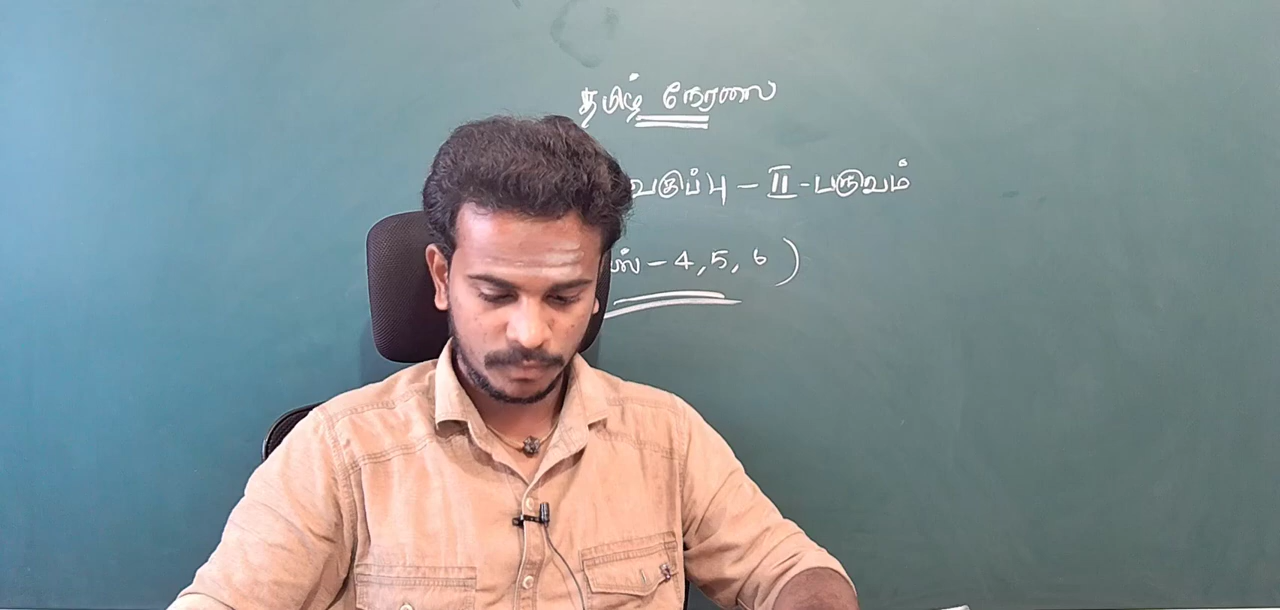 தமிழ் நேரலை
வகுப்பு - II - பருவம்
- 4, 5, 6 )